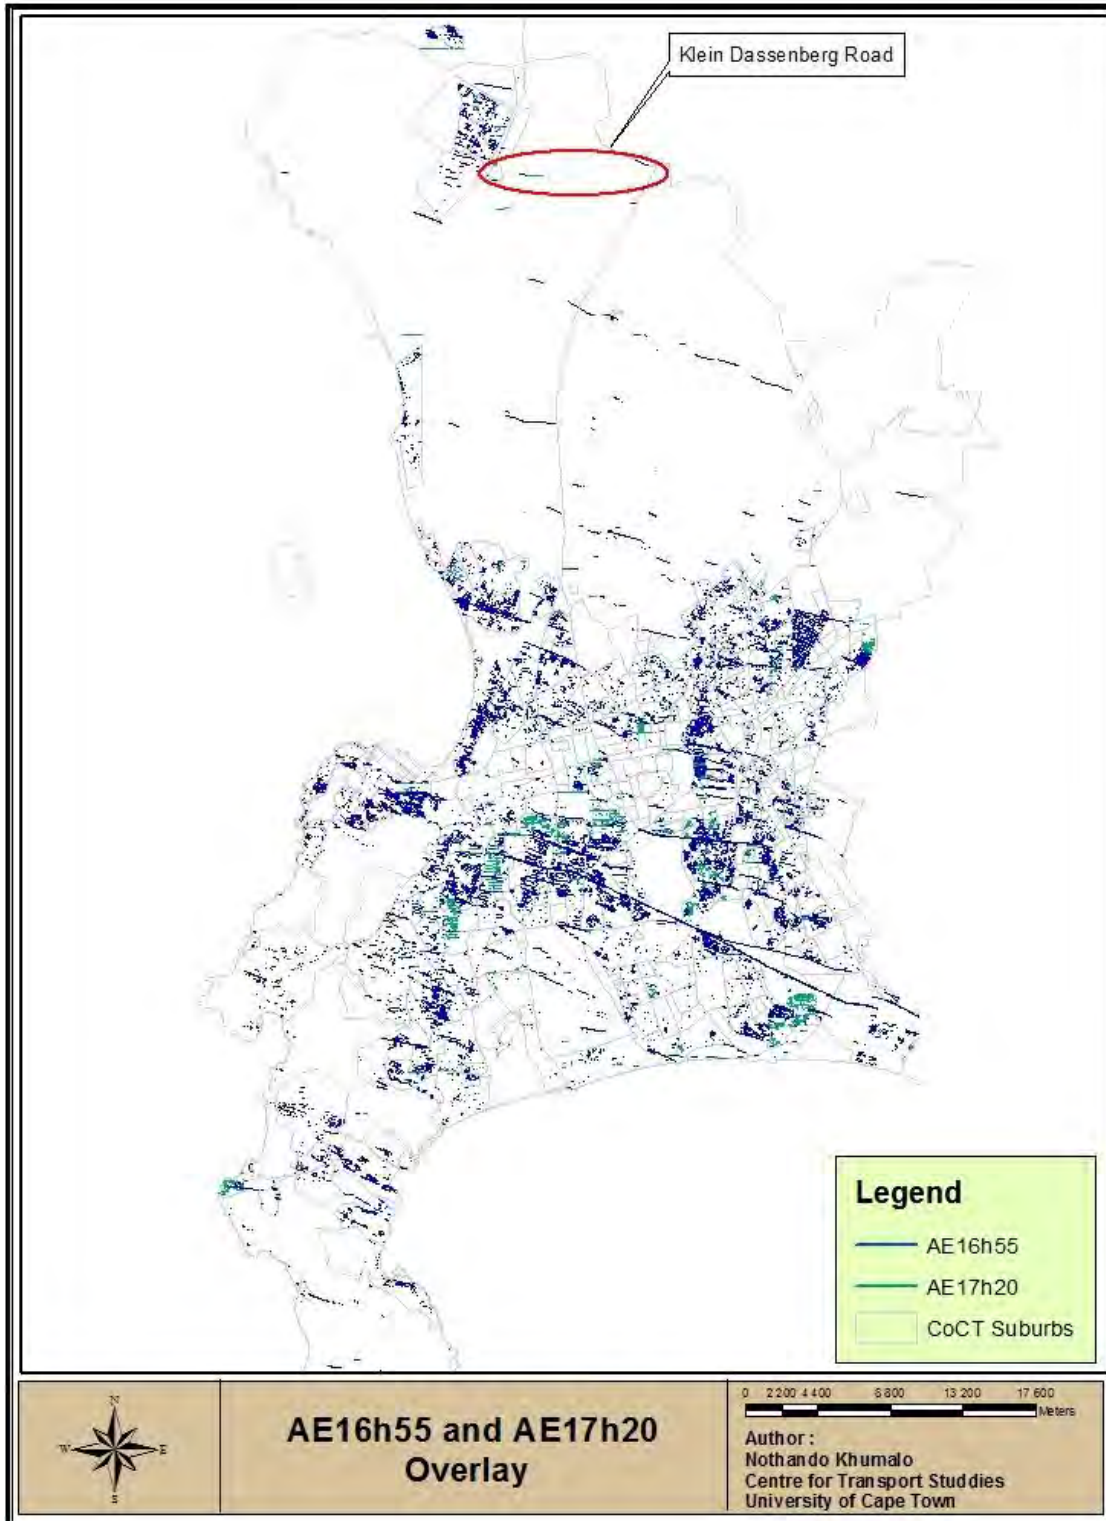 Klein Dassenberg Road
Legend
AE16h55
AE17h20
CoCT Suburbs
N
W
E
S
AE16h55 and AE17h20
Overlay
0 2 200 4 400 8 800 13 200 17 600
Meters
Author :
Nothando Khumalo
Centre for Transport Studdies
University of Cape Town